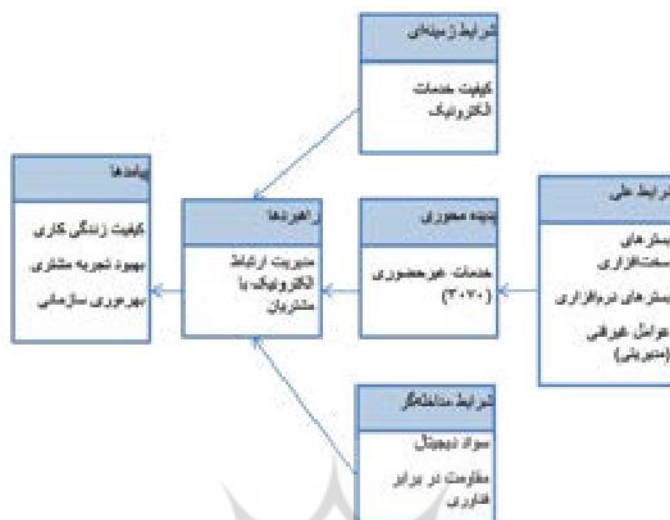 شرایط زمینه‌ای
کیفیت خدمات
الکترونیک
شرایط علی
بسترهای
سخت‌افزاری
بسترهای نرم‌افزاری
عوامل غیرفنی
(مدیریتی)
پدیده محوری
خدمات غیرحضوری
(۳۰۷۰)
راهبردها
مدیریت ارتباط
الکترونیک با
مشتریان
پیامدها
کیفیت زندگی کاری
بهبود تجربه مشتری
بهره‌وری سازمانی
شرایط مداخله‌گر
سواد دیجیتال
مقاومت در برابر
فناوری